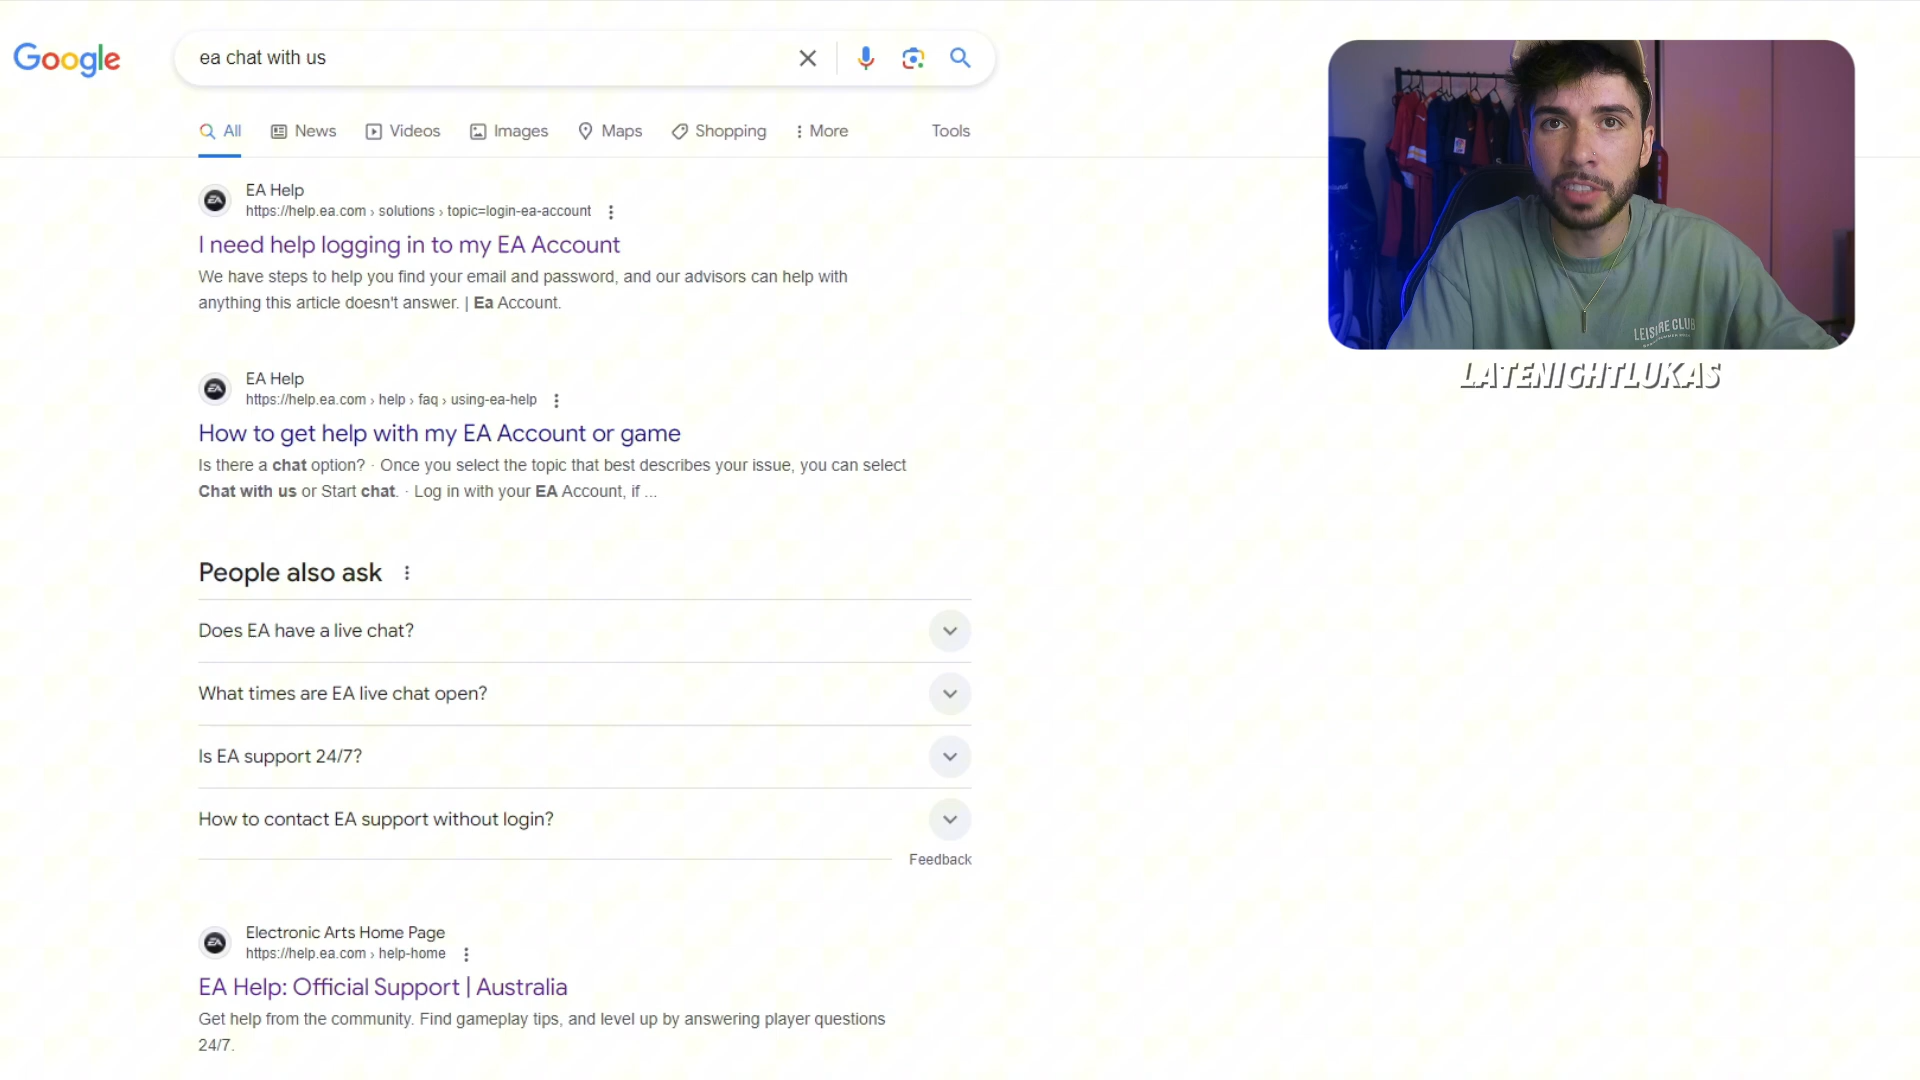 Google
ea chat with us
All
News
Videos
Images
Maps
Shopping
More
Tools
EA Help
https://help.ea.com › solutions › topic=login-ea-account
I need help logging in to my EA Account
We have steps to help you find your email and password, and our advisors can help with
anything this article doesn't answer. | Ea Account.
EA Help
https://help.ea.com › help › faq › using-ea-help
How to get help with my EA Account or game
Is there a chat option? · Once you select the topic that best describes your issue, you can select
Chat with us or Start chat. · Log in with your EA Account, if ...
People also ask
Does EA have a live chat?
What times are EA live chat open?
Is EA support 24/7?
How to contact EA support without login?
Feedback
Electronic Arts Home Page
https://help.ea.com › help-home
EA Help: Official Support | Australia
Get help from the community. Find gameplay tips, and level up by answering player questions
24/7.
LEISURE CLUB
LATENIGHTLUKAS